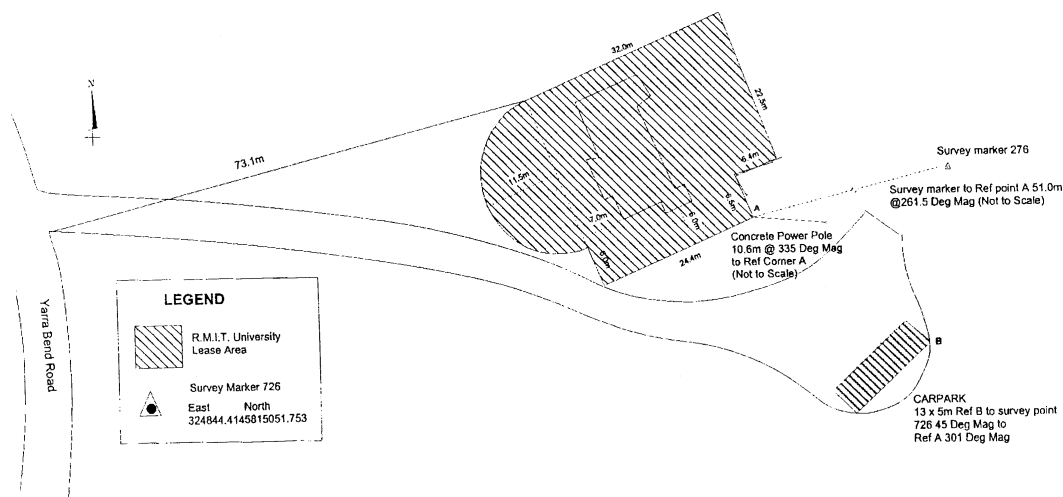 N
32.0m
22.5m
73.1m
11.5m
7.0m
6.0m
6.4m
5.5m
A
6.0m
24.4m
Survey marker 276
Survey marker to Ref point A 51.0m
@261.5 Deg Mag (Not to Scale)
Concrete Power Pole
10.6m @ 335 Deg Mag
to Ref Corner A
(Not to Scale)
Yarra Bend Road
LEGEND
R.M.I.T. University
Lease Area
Survey Marker 726
East North
324844.4145815051.753
B
CARPARK
13 x 5m Ref B to survey point
726 45 Deg Mag to
Ref A 301 Deg Mag